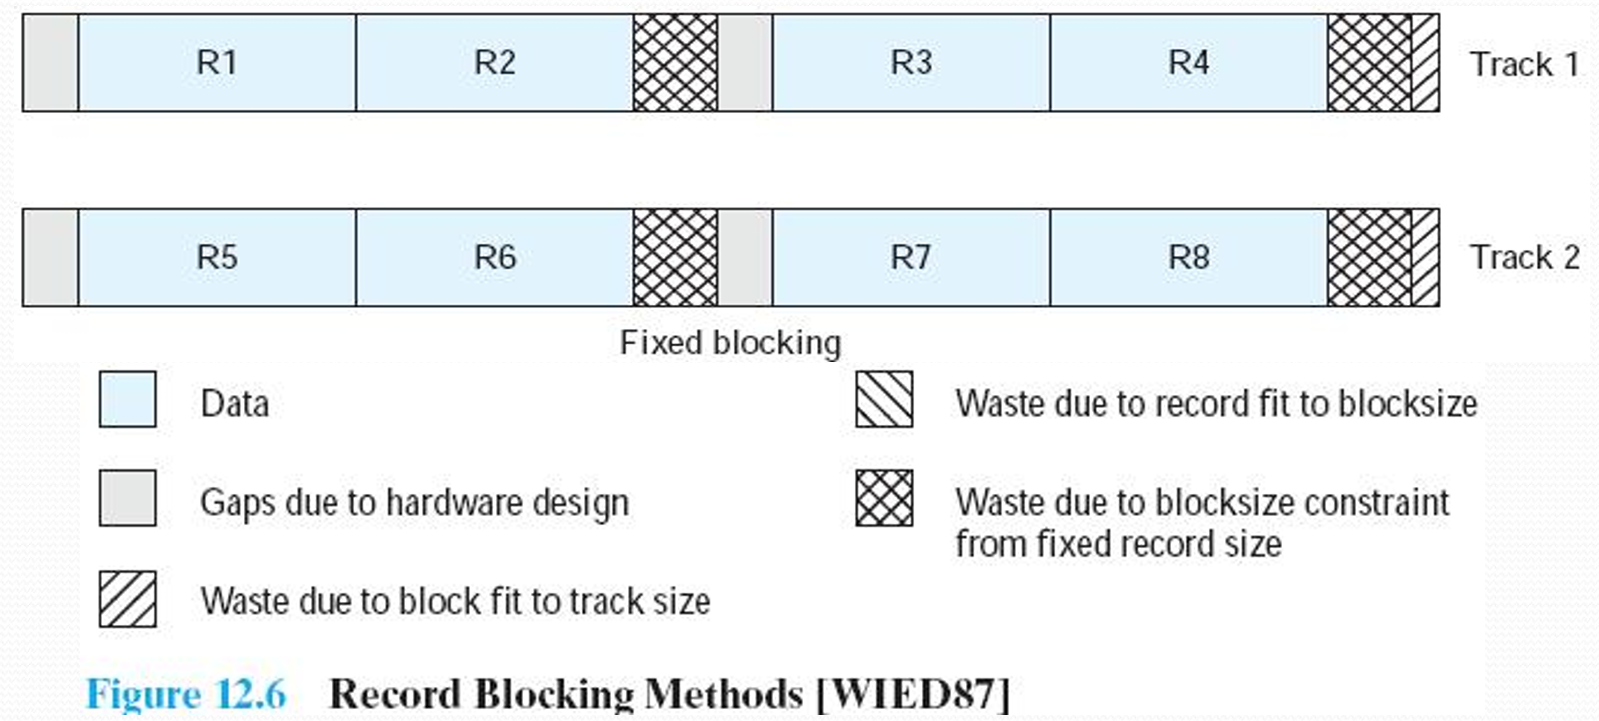 R1 R2 R3 R4 Track 1
R5 R6 R7 R8 Track 2
Fixed blocking
Data
Waste due to record fit to blocksize
Gaps due to hardware design
Waste due to blocksize constraint
from fixed record size
Waste due to block fit to track size
Figure 12.6 Record Blocking Methods [WIED87]